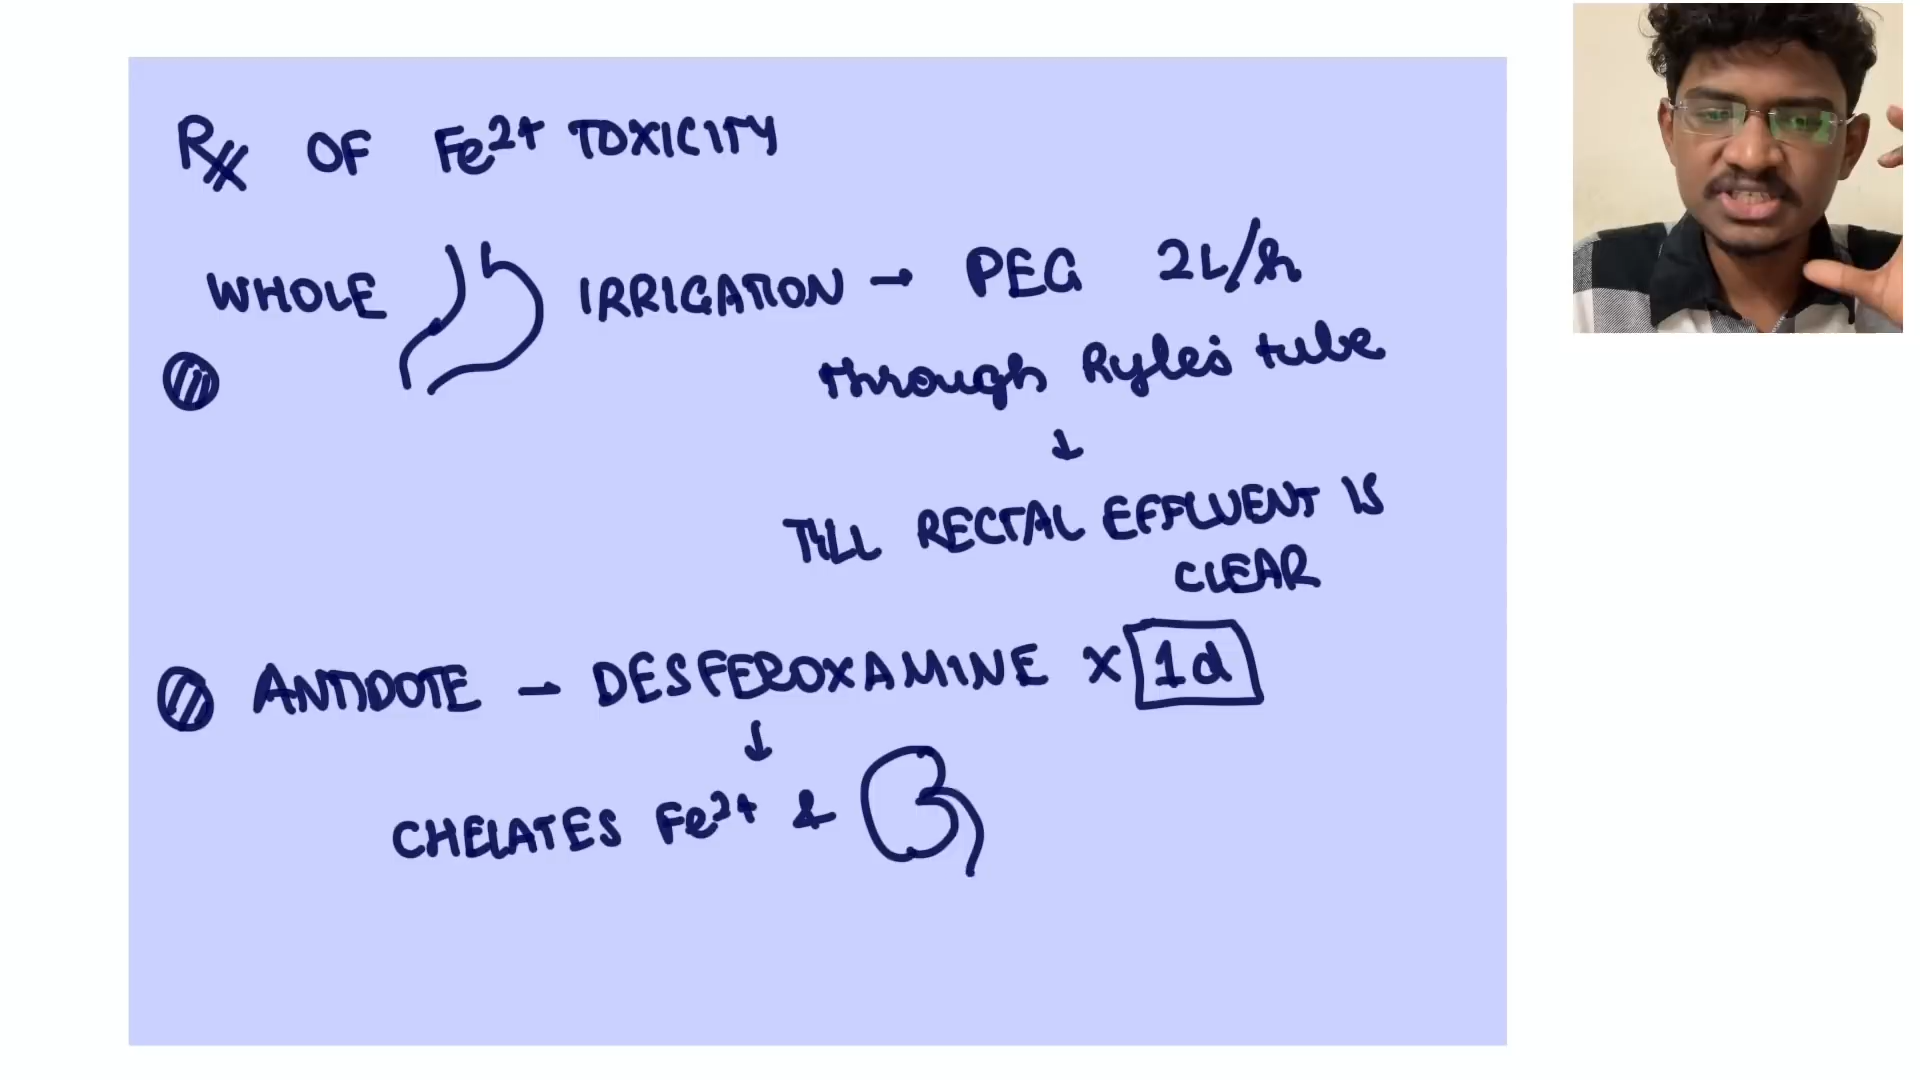 Rx OF Fe²⁺ TOXICITY
WHOLE IRRIGATION → PEG 2L/h
through Ryle's tube
↓
TILL RECTAL EFFLUENT IS
CLEAR
ANTIDOTE – DESFEROXAMINE x 1d
↓
CHELATES Fe²⁺ &